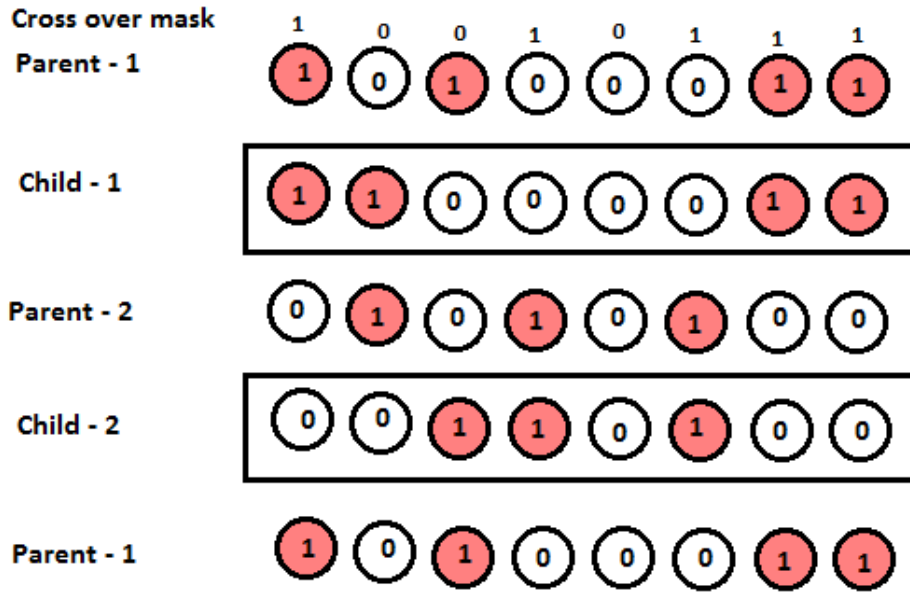 Cross over mask 1 0 0 1 0 1 1 1
Parent - 1 1 0 1 0 0 0 1 1
Child - 1 1 1 0 0 0 0 1 1
Parent - 2 0 1 0 1 0 1 0 0
Child - 2 0 0 1 1 0 1 0 0
Parent - 1 1 0 1 0 0 0 1 1